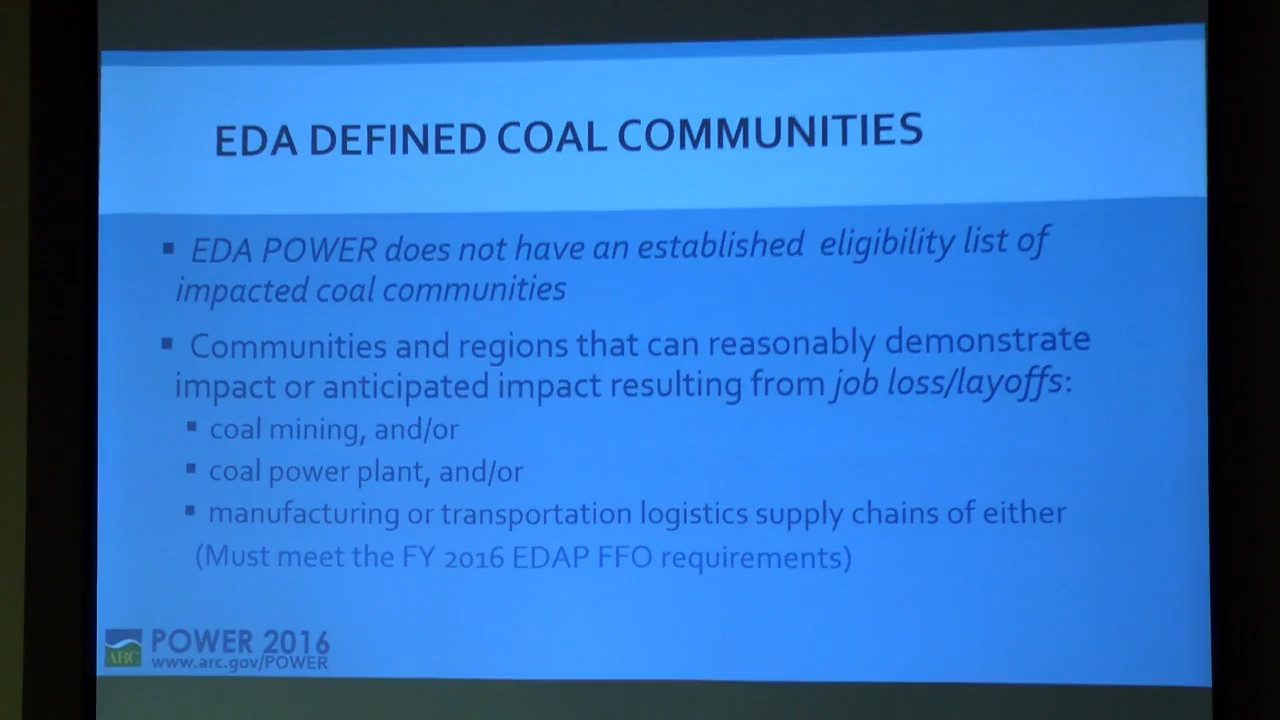 EDA DEFINED COAL COMMUNITIES
▪ EDA POWER does not have an established eligibility list of
impacted coal communities
▪ Communities and regions that can reasonably demonstrate
impact or anticipated impact resulting from job loss/layoffs:
▪ coal mining, and/or
▪ coal power plant, and/or
▪ manufacturing or transportation logistics supply chains of either
(Must meet the FY 2016 EDAP FFO requirements)
ARC
POWER 2016
www.arc.gov/POWER